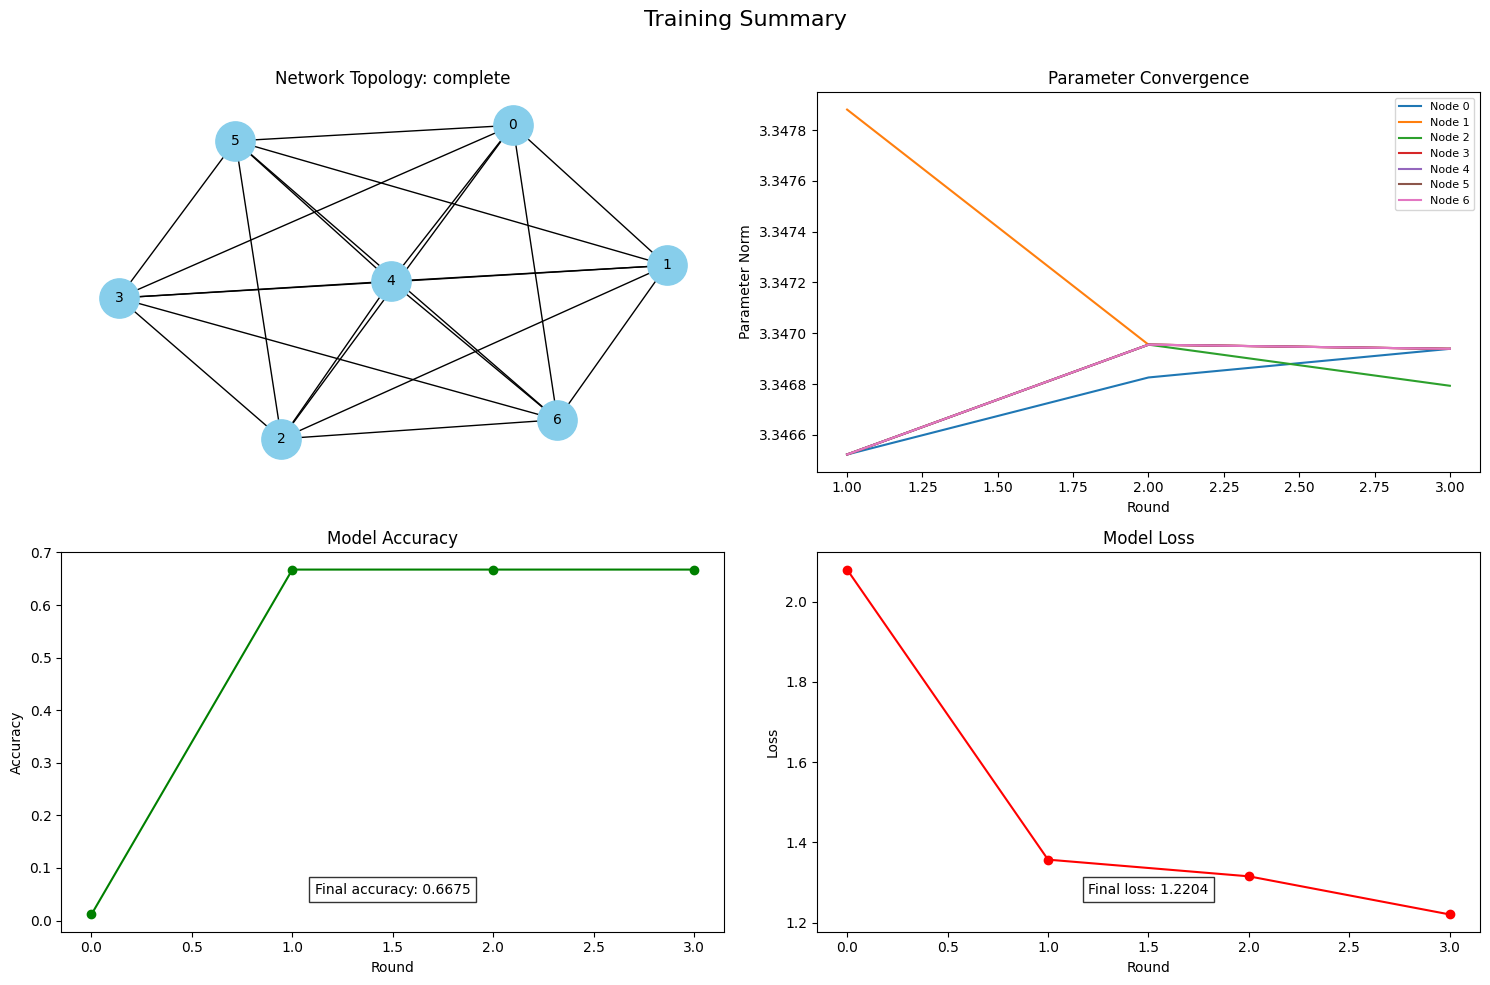 Training Summary
Network Topology: complete
5
0
1
4
3
6
2
Parameter Convergence
Parameter Norm
3.3478
3.3476
3.3474
3.3472
3.3470
3.3468
3.3466
Node 0
Node 1
Node 2
Node 3
Node 4
Node 5
Node 6
1.00 1.25 1.50 1.75 2.00 2.25 2.50 2.75 3.00
Round
Model Accuracy
Accuracy
0.7
0.6
0.5
0.4
0.3
0.2
0.1
0.0
Final accuracy: 0.6675
0.0 0.5 1.0 1.5 2.0 2.5 3.0
Round
Model Loss
Loss
2.0
1.8
1.6
1.4
1.2
Final loss: 1.2204
0.0 0.5 1.0 1.5 2.0 2.5 3.0
Round